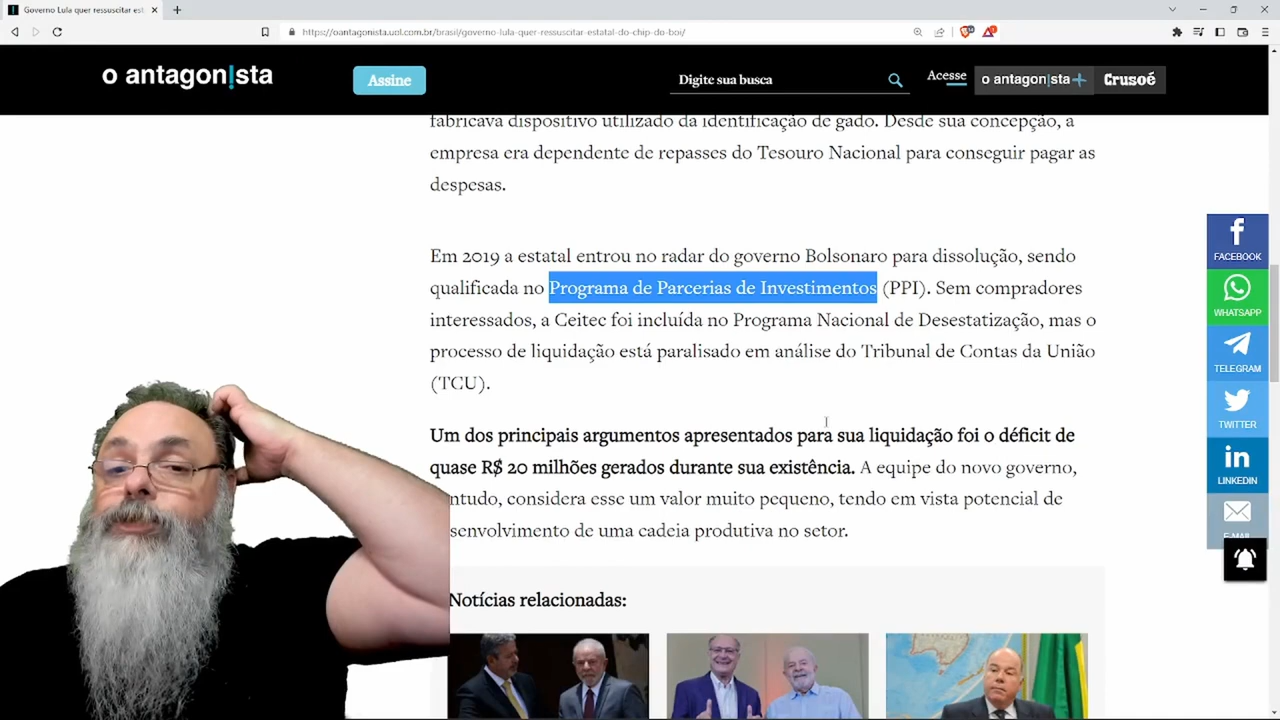 Governo Lula quer ressuscitar est
https://oantagonista.uol.com.br/brasil/governo-lula-quer-ressuscitar-estatal-do-chip-do-boi/
o antagon!sta
Assine
Digite sua busca
Acesse
o antagon!sta+
Crusoé
fabricava dispositivo utilizado da identificação de gado. Desde sua concepção, a
empresa era dependente de repasses do Tesouro Nacional para conseguir pagar as
despesas.
Em 2019 a estatal entrou no radar do governo Bolsonaro para dissolução, sendo
qualificada no Programa de Parcerias de Investimentos (PPI). Sem compradores
interessados, a Ceitec foi incluída no Programa Nacional de Desestatização, mas o
processo de liquidação está paralisado em análise do Tribunal de Contas da União
(TCU).
Um dos principais argumentos apresentados para sua liquidação foi o déficit de
quase R$ 20 milhões gerados durante sua existência. A equipe do novo governo,
ntudo, considera esse um valor muito pequeno, tendo em vista potencial de
senvolvimento de uma cadeia produtiva no setor.
Notícias relacionadas:
FACEBOOK
WHATSAPP
TELEGRAM
TWITTER
LINKEDIN
E-MAIL